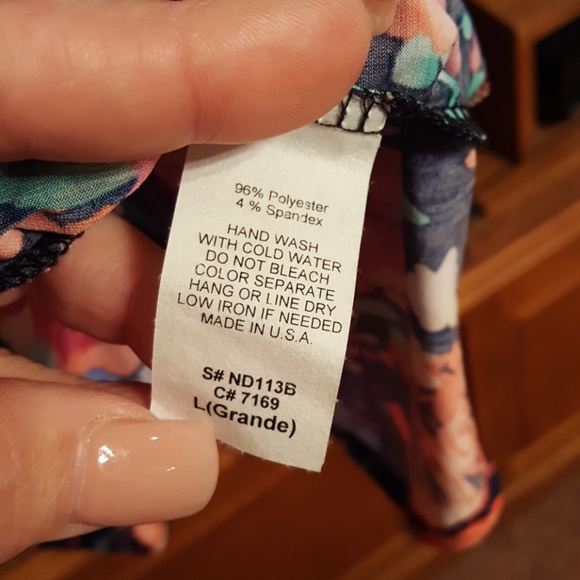 96% Polyester
4 % Spandex
HAND WASH
WITH COLD WATER
DO NOT BLEACH
COLOR SEPARATE
HANG OR LINE DRY
LOW IRON IF NEEDED
MADE IN U.S.A.
S# ND113B
C# 7169
L(Grande)